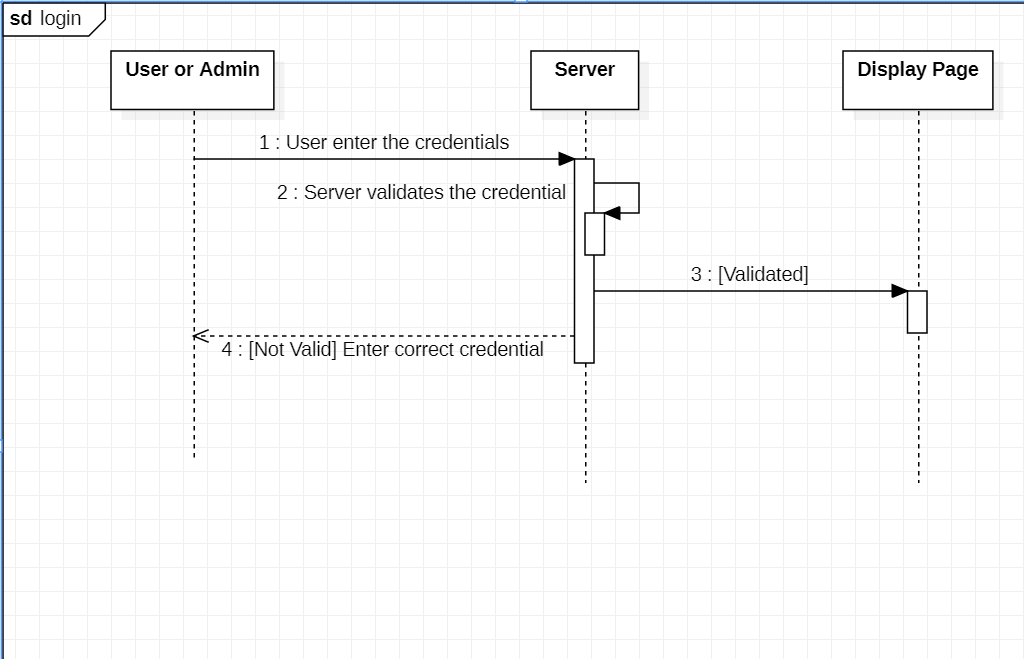 sd login
User or Admin
Server
Display Page
1 : User enter the credentials
2 : Server validates the credential
3 : [Validated]
4 : [Not Valid] Enter correct credential